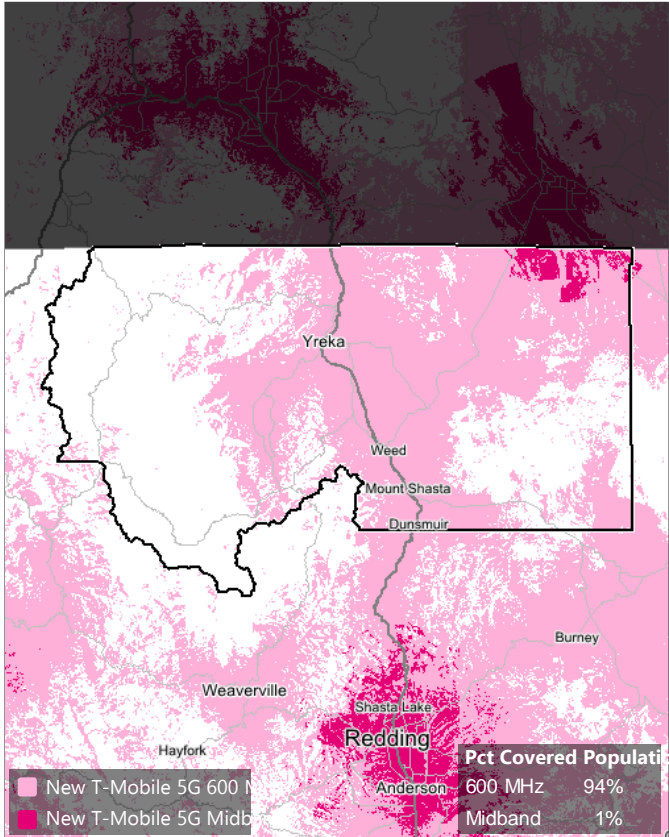 Yreka
Weed
Mount Shasta
Dunsmuir
Burney
Weaverville
Shasta Lake
Redding
Hayfork
Anderson
New T-Mobile 5G 600 M
New T-Mobile 5G Midb
Pct Covered Populati
600 MHz 94%
Midband 1%